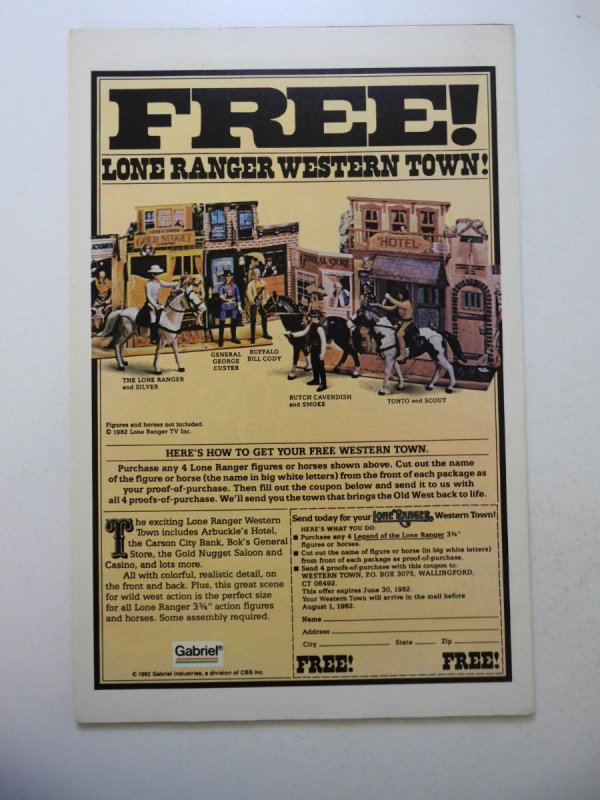 FREE!
LONE RANGER WESTERN TOWN!
GOLD NUGGET
GENERAL STORE
HOTEL
THE LONE RANGER
and SILVER
GENERAL
GEORGE
CUSTER
BUFFALO
BILL CODY
BUTCH CAVENDISH
and SMOKE
TONTO and SCOUT
Figures and horses not included.
© 1982 Lone Ranger TV Inc.
HERE'S HOW TO GET YOUR FREE WESTERN TOWN.
Purchase any 4 Lone Ranger figures or horses shown above. Cut out the name
of the figure or horse (the name in big white letters) from the front of each package as
your proof-of-purchase. Then fill out the coupon below and send it to us with
all 4 proofs-of-purchase. We'll send you the town that brings the Old West back to life.
The exciting Lone Ranger Western
Town includes Arbuckle's Hotel,
the Carson City Bank, Bok's General
Store, the Gold Nugget Saloon and
Casino, and lots more.
All with colorful, realistic detail, on
the front and back. Plus, this great scene
for wild west action is the perfect size
for all Lone Ranger 3¾" action figures
and horses. Some assembly required.
Gabriel®
© 1982 Gabriel Industries, a division of CBS Inc.
Send today for your LONE RANGER Western Town!
HERE'S WHAT YOU DO:
■ Purchase any 4 Legend of the Lone Ranger 3¾"
figures or horses.
■ Cut out name of figure or horse (in big white letters)
from front of each package as proof-of-purchase.
■ Send 4 proofs-of-purchase with this coupon to:
WESTERN TOWN, P.O. BOX 3075, WALLINGFORD,
CT 06492.
This offer expires June 30, 1982.
Your Western Town will arrive in the mail before
August 1, 1982.
Name
Address
City State Zip
FREE! FREE!